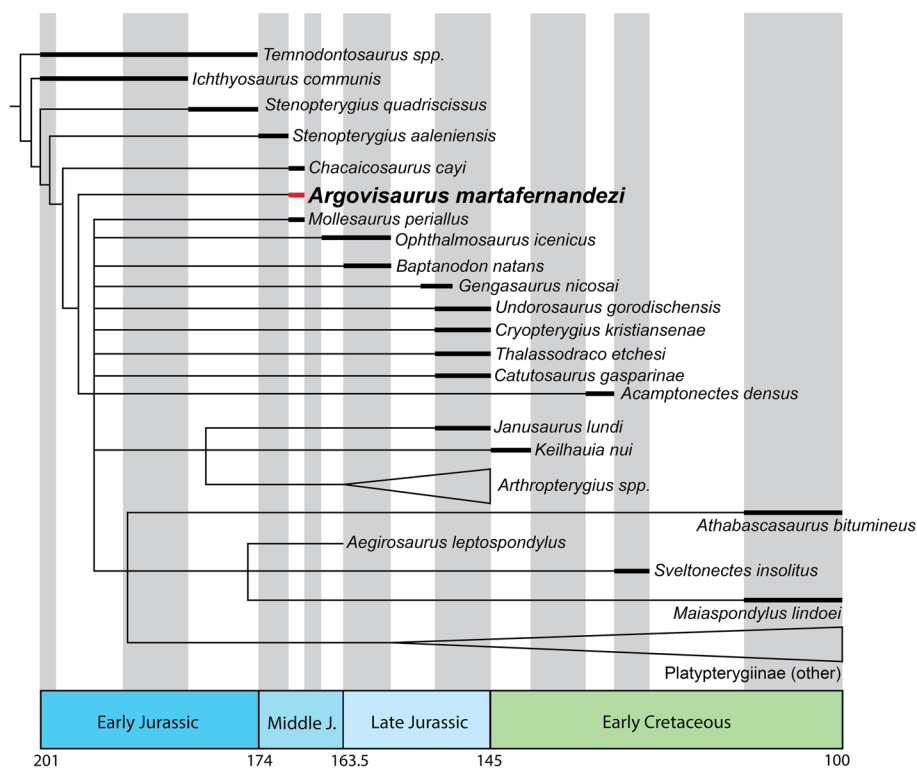 Temnodontosaurus spp.
Ichthyosaurus communis
Stenopterygius quadriscissus
Stenopterygius aaleniensis
Chacaicosaurus cayi
Argovisaurus martafernandezi
Mollesaurus periallus
Ophthalmosaurus icenicus
Baptanodon natans
Gengasaurus nicosai
Undorosaurus gorodischensis
Cryopterygius kristiansenae
Thalassodraco etchesi
Catutosaurus gasparinae
Acamptonectes densus
Janusaurus lundi
Keilhauia nui
Arthropterygius spp.
Athabascasaurus bitumineus
Aegirosaurus leptospondylus
Sveltonectes insolitus
Maiaspondylus lindoei
Platypterygiinae (other)
Early Jurassic Middle J. Late Jurassic Early Cretaceous
201 174 163.5 145 100